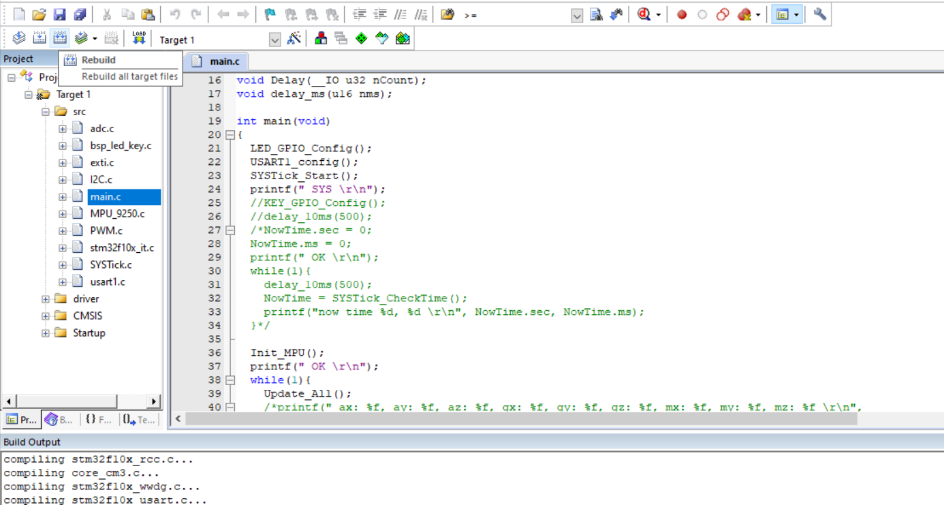 > =
LOAD
Target 1
Project
Rebuild
Rebuild all target files
Proj
Target 1
src
adc.c
bsp_led_key.c
exti.c
I2C.c
main.c
MPU_9250.c
PWM.c
stm32f10x_it.c
SYSTick.c
usart1.c
driver
CMSIS
Startup
Pr... B... {} F... 0 Te...
main.c
16 void Delay(__IO u32 nCount);
17 void delay_ms(u16 nms);
18
19 int main(void)
20 {
21 LED_GPIO_Config();
22 USART1_config();
23 SYSTick_Start();
24 printf(" SYS \r\n");
25 //KEY_GPIO_Config();
26 //delay_10ms(500);
27 /*NowTime.sec = 0;
28 NowTime.ms = 0;
29 printf(" OK \r\n");
30 while(1){
31 delay_10ms(500);
32 NowTime = SYSTick_CheckTime();
33 printf("now time %d, %d \r\n", NowTime.sec, NowTime.ms);
34 }*/
35
36 Init_MPU();
37 printf(" OK \r\n");
38 while(1){
39 Update_All();
40 /*printf(" ax: %f, ay: %f, az: %f, gx: %f, gy: %f, gz: %f, mx: %f, my: %f, mz: %f \r\n",
Build Output
compiling stm32f10x_rcc.c...
compiling core_cm3.c...
compiling stm32f10x_wwdg.c...
compiling stm32f10x_usart.c...